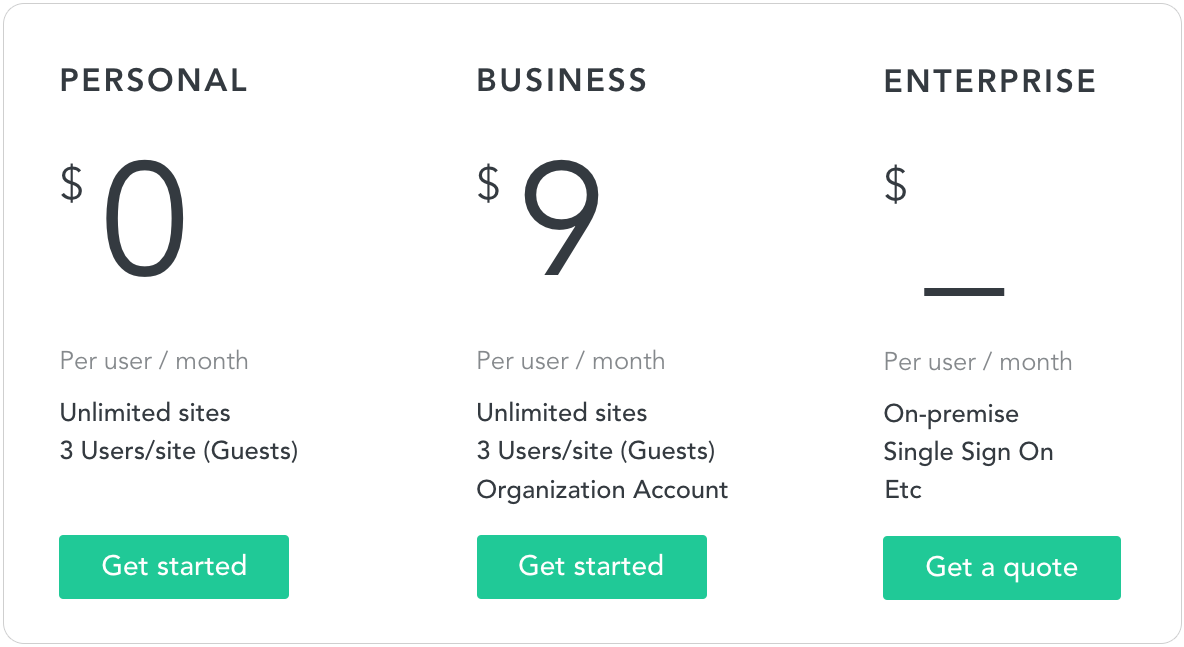 PERSONAL
$ 0
Per user / month
Unlimited sites
3 Users/site (Guests)
Get started
BUSINESS
$ 9
Per user / month
Unlimited sites
3 Users/site (Guests)
Organization Account
Get started
ENTERPRISE
$ _
Per user / month
On-premise
Single Sign On
Etc
Get a quote